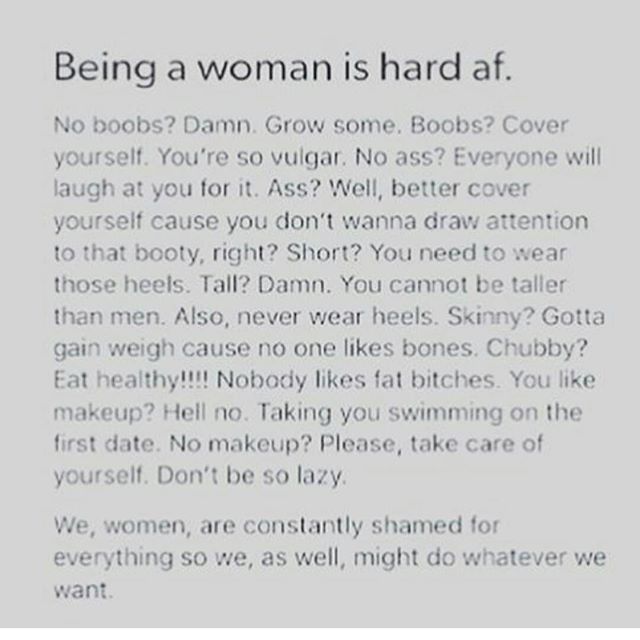 Being a woman is hard af.
No boobs? Damn. Grow some. Boobs? Cover
yourself. You're so vulgar. No ass? Everyone will
laugh at you for it. Ass? Well, better cover
yourself cause you don't wanna draw attention
to that booty, right? Short? You need to wear
those heels. Tall? Damn. You cannot be taller
than men. Also, never wear heels. Skinny? Gotta
gain weigh cause no one likes bones. Chubby?
Eat healthy!!!! Nobody likes fat bitches. You like
makeup? Hell no. Taking you swimming on the
first date. No makeup? Please, take care of
yourself. Don't be so lazy.
We, women, are constantly shamed for
everything so we, as well, might do whatever we
want.